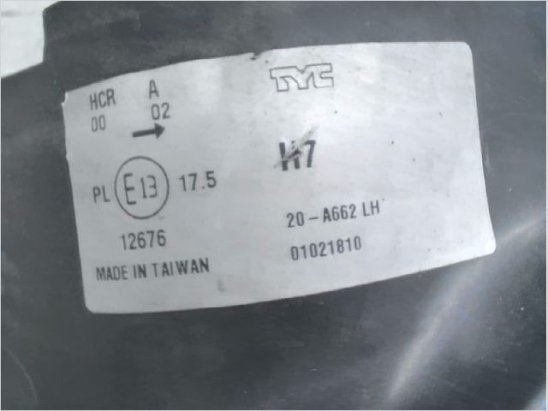 TYC
HCR A
00 02
H7
PL E13 17.5
12676
MADE IN TAIWAN
20-A662 LH
01021810